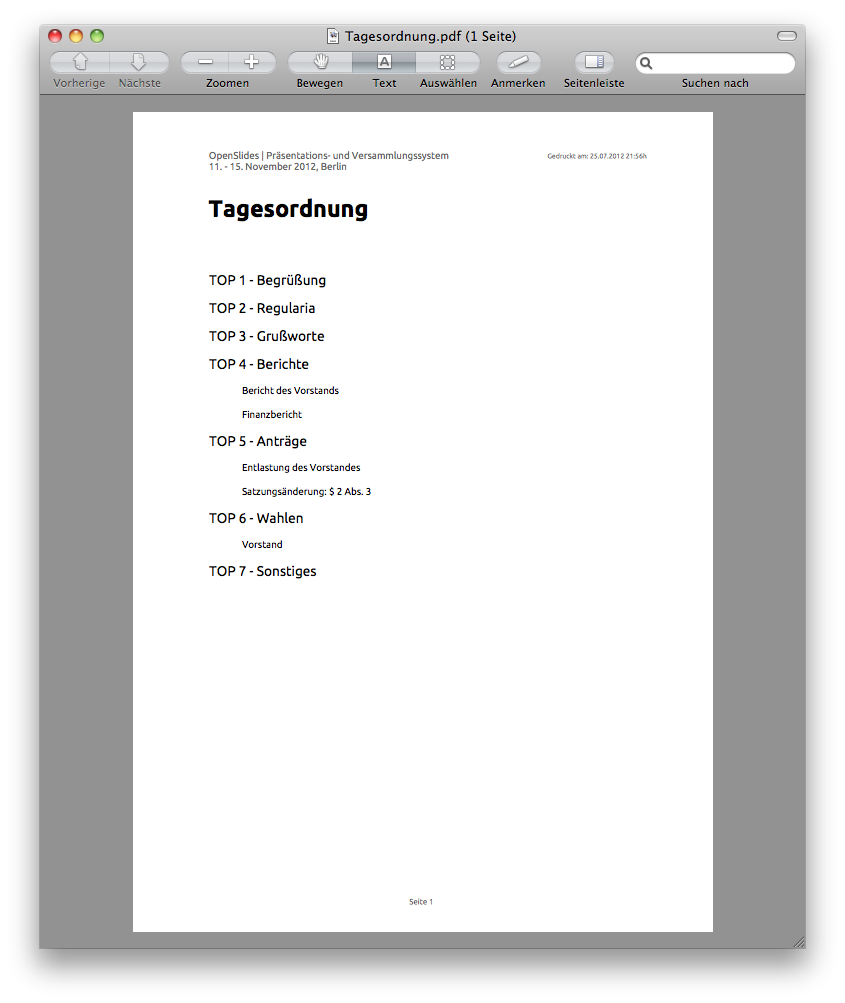 Tagesordnung.pdf (1 Seite)
Vorherige Nächste Zoomen Bewegen Text Auswählen Anmerken Seitenleiste Suchen nach
OpenSlides | Präsentations- und Versammlungssystem Gedruckt am: 25.07.2012 21:56h
11. - 15. November 2012, Berlin
Tagesordnung
TOP 1 - Begrüßung
TOP 2 - Regularia
TOP 3 - Grußworte
TOP 4 - Berichte
Bericht des Vorstands
Finanzbericht
TOP 5 - Anträge
Entlastung des Vorstandes
Satzungsänderung: $ 2 Abs. 3
TOP 6 - Wahlen
Vorstand
TOP 7 - Sonstiges
Seite 1